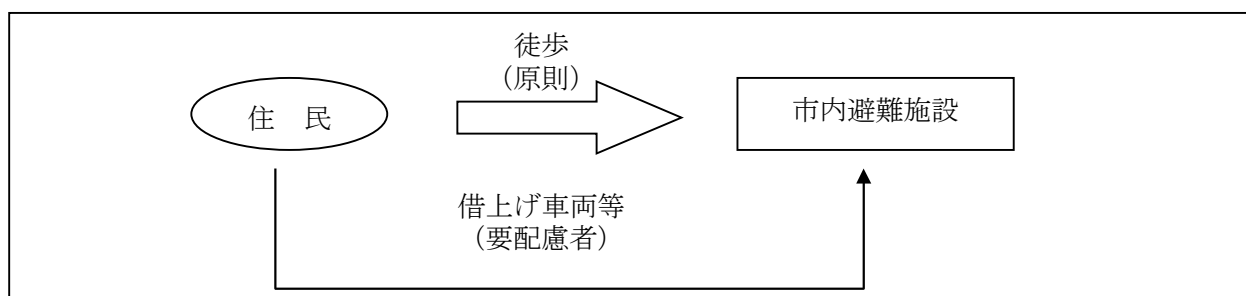 徒歩
（原則）
住　民
市内避難施設
借上げ車両等
（要配慮者）